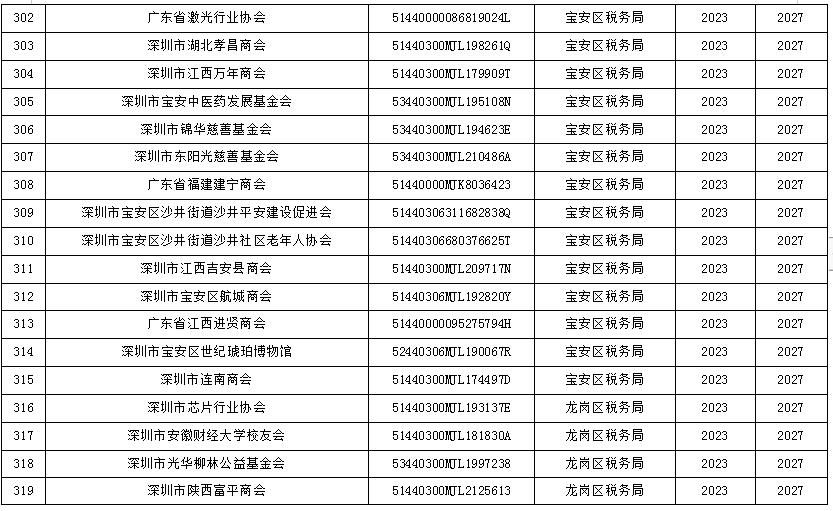 302 广东省激光行业协会 51440000086819024L 宝安区税务局 2023 2027
303 深圳市湖北孝昌商会 51440300MJL198261Q 宝安区税务局 2023 2027
304 深圳市江西万年商会 51440300MJL179909T 宝安区税务局 2023 2027
305 深圳市宝安中医药发展基金会 53440300MJL195108N 宝安区税务局 2023 2027
306 深圳市锦华慈善基金会 53440300MJL194623E 宝安区税务局 2023 2027
307 深圳市东阳光慈善基金会 53440300MJL210486A 宝安区税务局 2023 2027
308 广东省福建建宁商会 51440000MJK8036423 宝安区税务局 2023 2027
309 深圳市宝安区沙井街道沙井平安建设促进会 51440306311682838Q 宝安区税务局 2023 2027
310 深圳市宝安区沙井街道沙井社区老年人协会 51440306680376625T 宝安区税务局 2023 2027
311 深圳市江西吉安县商会 51440300MJL209717N 宝安区税务局 2023 2027
312 深圳市宝安区航城商会 51440306MJL192820Y 宝安区税务局 2023 2027
313 广东省江西进贤商会 51440000095275794H 宝安区税务局 2023 2027
314 深圳市宝安区世纪琥珀博物馆 52440306MJL190067R 宝安区税务局 2023 2027
315 深圳市连南商会 51440300MJL174497D 宝安区税务局 2023 2027
316 深圳市芯片行业协会 51440300MJL193137E 龙岗区税务局 2023 2027
317 深圳市安徽财经大学校友会 51440300MJL181830A 龙岗区税务局 2023 2027
318 深圳市光华柳林公益基金会 53440300MJL1997238 龙岗区税务局 2023 2027
319 深圳市陕西富平商会 51440300MJL2125613 龙岗区税务局 2023 2027